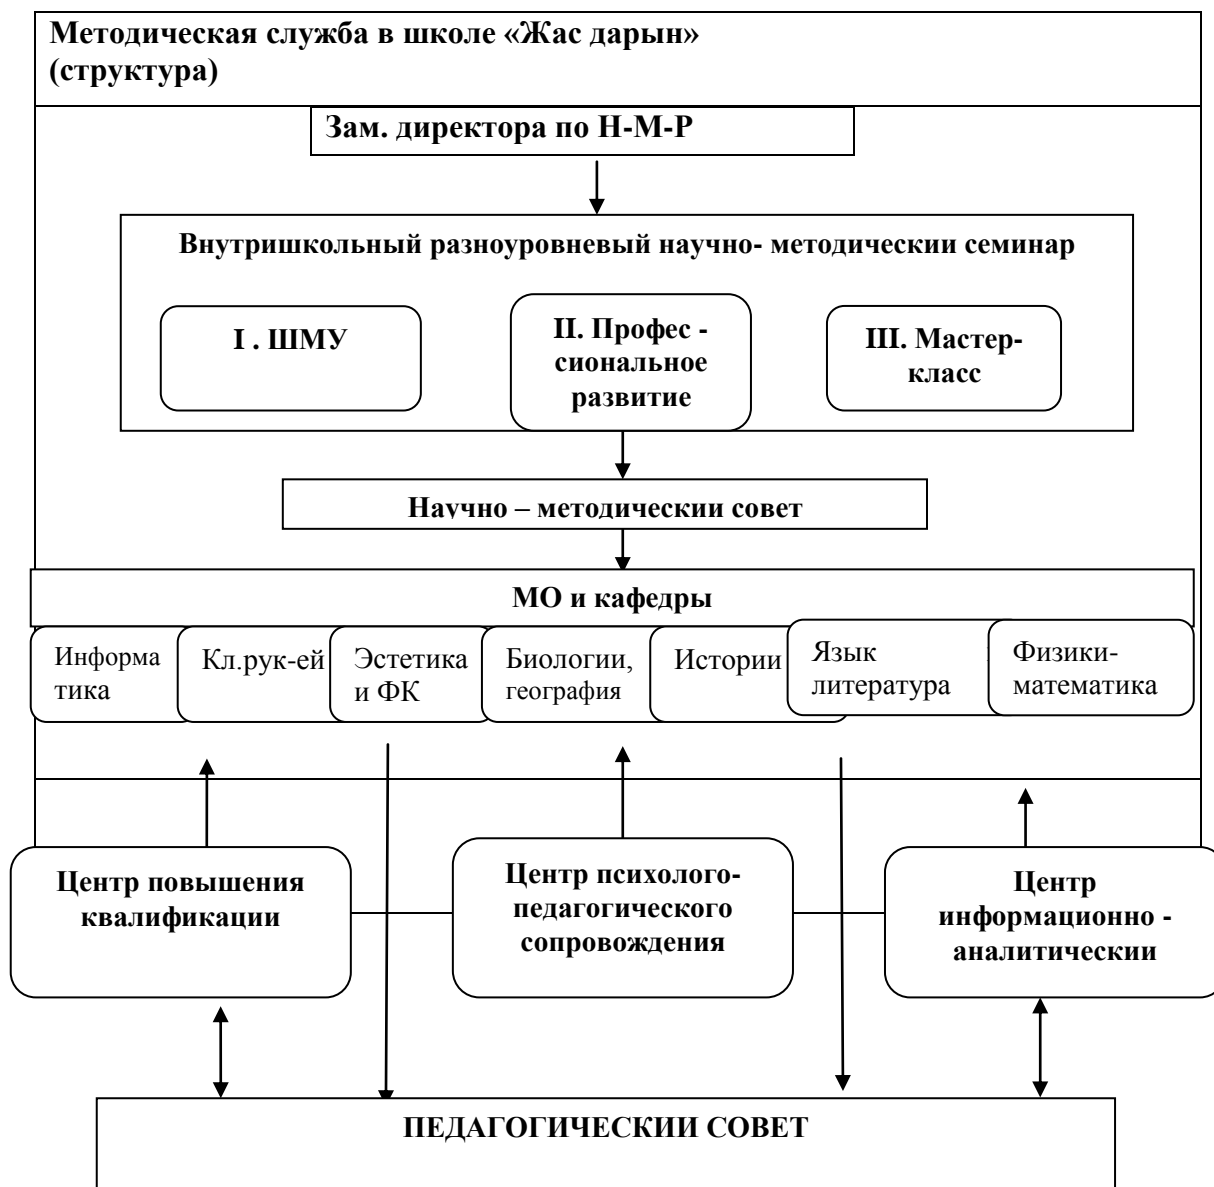 Методическая служба в школе «Жас дарын»
(структура)
Зам. директора по Н-М-Р
Внутришкольный разноуровневый научно- методически семинар
I . ШМУ
II. Профес -
сиональное
развитие
III. Мастер-
класс
Научно – методически совет
МО и кафедры
Информа
тика
Кл.рук-ей
Эстетика
и ФК
Биологии,
география
Истории
Язык
литература
Физики-
математика
Центр повышения
квалификации
Центр психолого-
педагогического
сопровождения
Центр
информационно -
аналитически
ПЕДАГОГИЧЕСКИ СОВЕТ